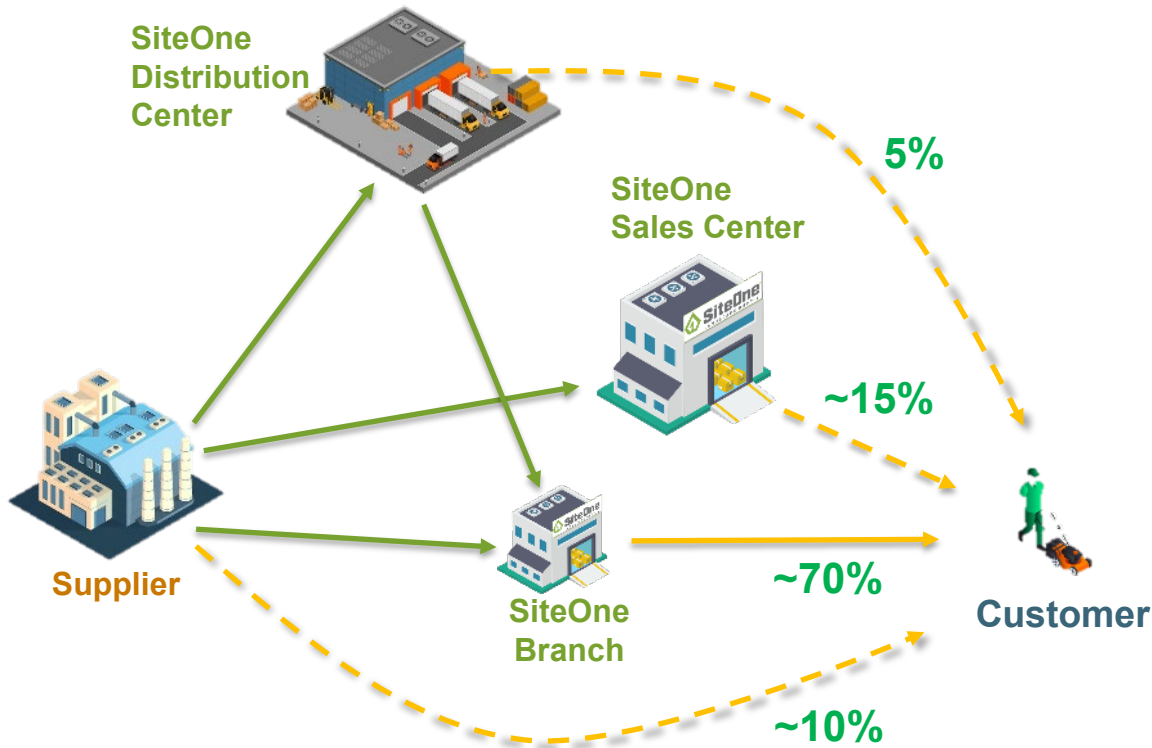 SiteOne
Distribution
Center
5%
SiteOne
Sales Center
SiteOne
~15%
SiteOne
Supplier
~70%
SiteOne
Branch
Customer
~10%